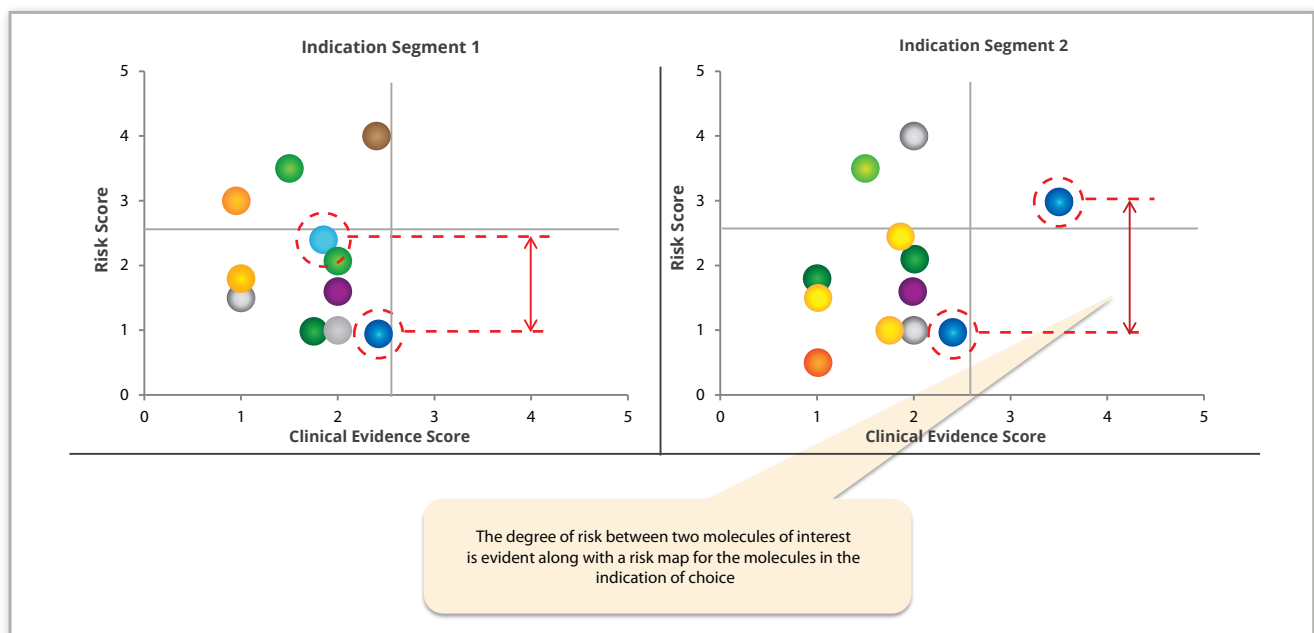 Indication Segment 1
5
4
3
2
1
0
Risk Score
0 1 2 3 4 5
Clinical Evidence Score
Indication Segment 2
5
4
3
2
1
0
Risk Score
0 1 2 3 4 5
Clinical Evidence Score
The degree of risk between two molecules of interest
is evident along with a risk map for the molecules in the
indication of choice